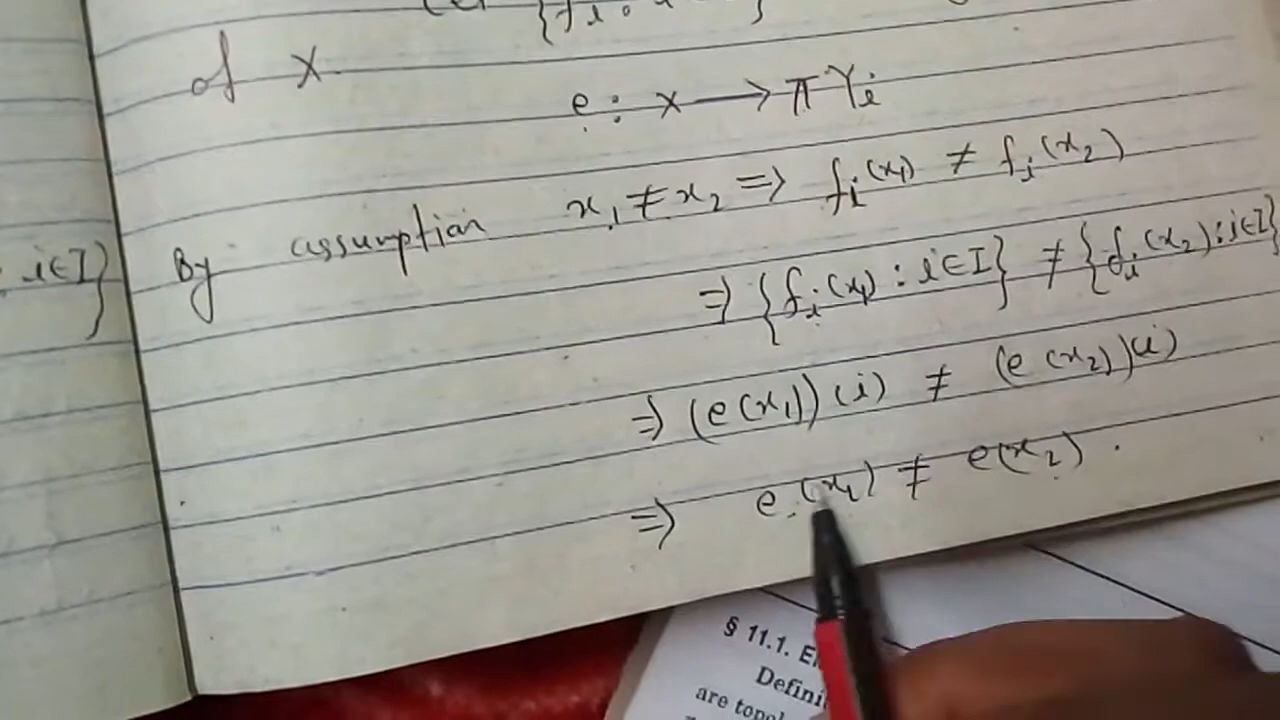 of X
e : x → π Yi
: i∈I}
By assumption x₁ ≠ x₂ ⇒ fi(x₁) ≠ fi(x₂)
⇒ {fi(x₁) : i∈I} ≠ {fi(x₂) : i∈I}
⇒ (e(x₁))(i) ≠ (e(x₂))(i)
⇒ e(x₁) ≠ e(x₂).
§ 11.1.
Defini
are topol